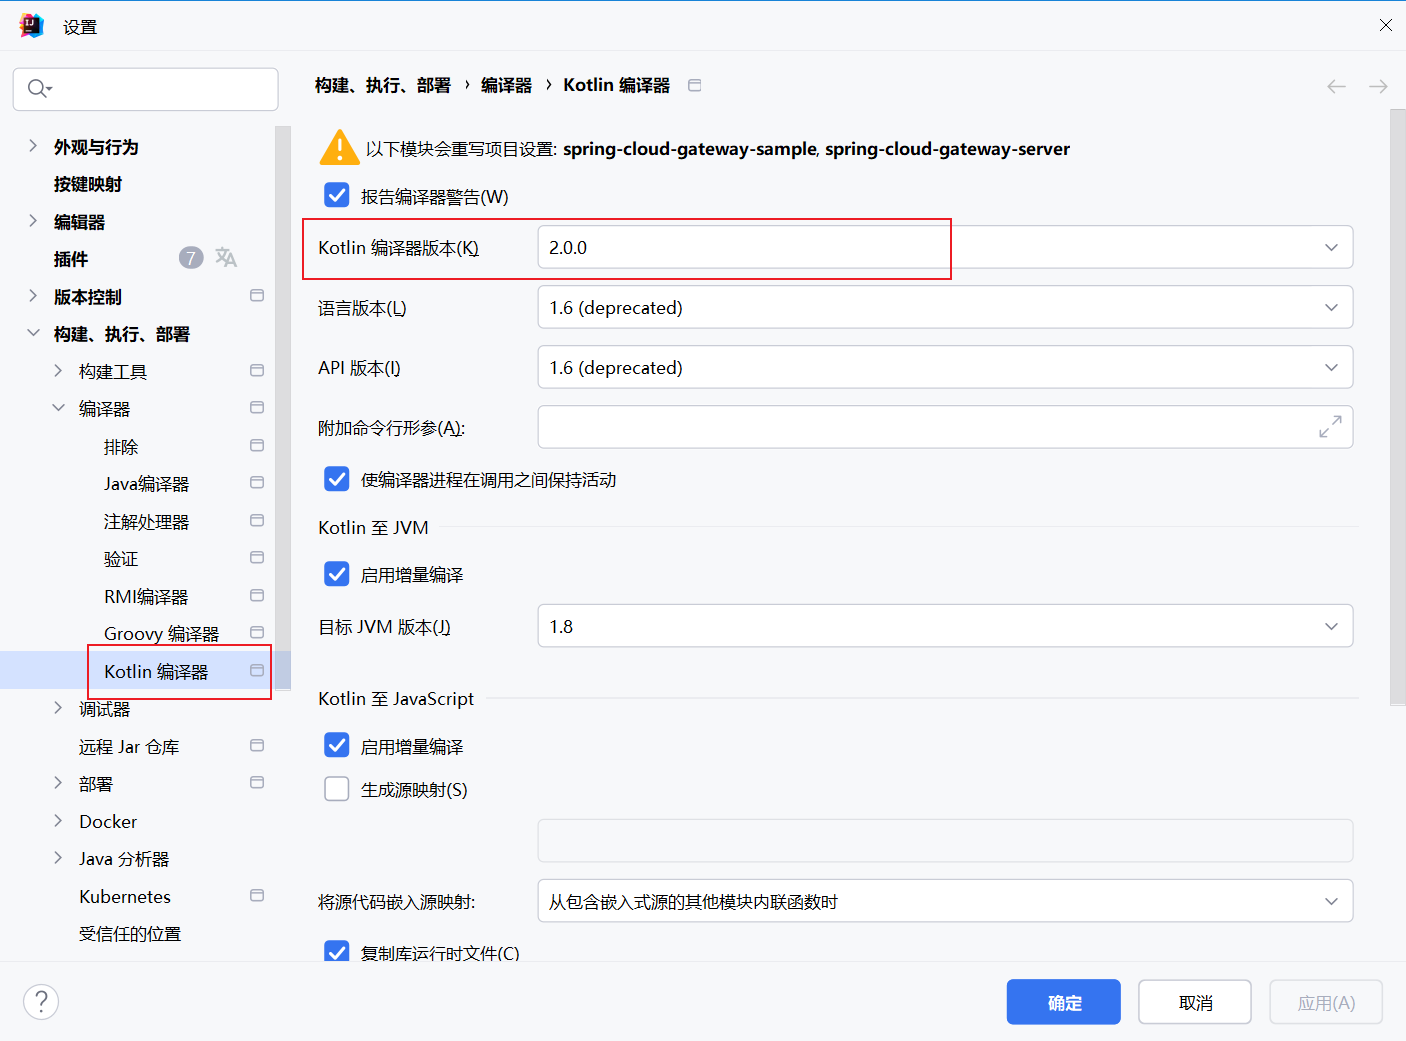 设置
构建、执行、部署 › 编译器 › Kotlin 编译器
外观与行为
按键映射
编辑器
插件 7
版本控制
构建、执行、部署
构建工具
编译器
排除
Java编译器
注解处理器
验证
RMI编译器
Groovy 编译器
Kotlin 编译器
调试器
远程 Jar 仓库
部署
Docker
Java 分析器
Kubernetes
受信任的位置
以下模块会重写项目设置: spring-cloud-gateway-sample, spring-cloud-gateway-server
报告编译器警告(W)
Kotlin 编译器版本(K) 2.0.0
语言版本(L) 1.6 (deprecated)
API 版本(I) 1.6 (deprecated)
附加命令行形参(A):
使编译器进程在调用之间保持活动
Kotlin 至 JVM
启用增量编译
目标 JVM 版本(J) 1.8
Kotlin 至 JavaScript
启用增量编译
生成源映射(S)
将源代码嵌入源映射: 从包含嵌入式源的其他模块内联函数时
复制库运行时文件(C)
? 确定 取消 应用(A)